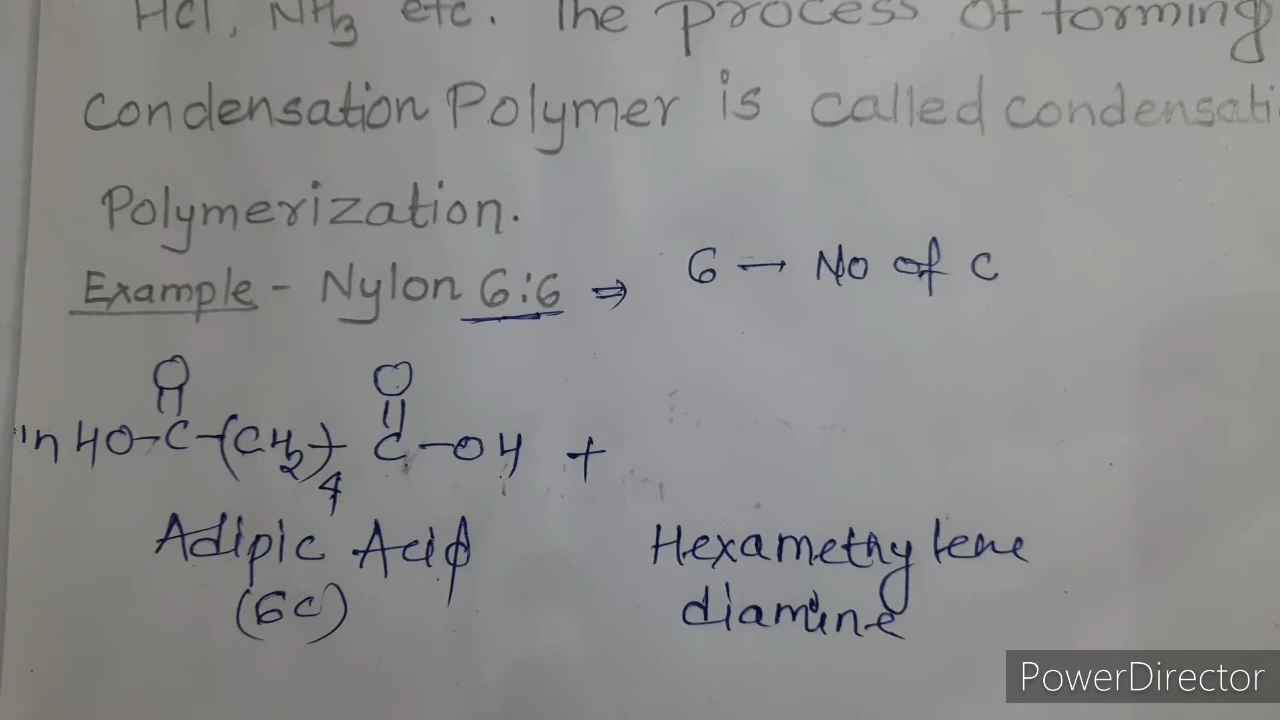 HCl, NH3 etc. The process of forming
condensation Polymer is called condensati
Polymerization.
Example - Nylon 6:6 ⇒ 6 → No of C
O O
n HO-C-(CH2)4-C-OH +
Adipic Acid Hexamethylene
(6C) diamine
PowerDirector